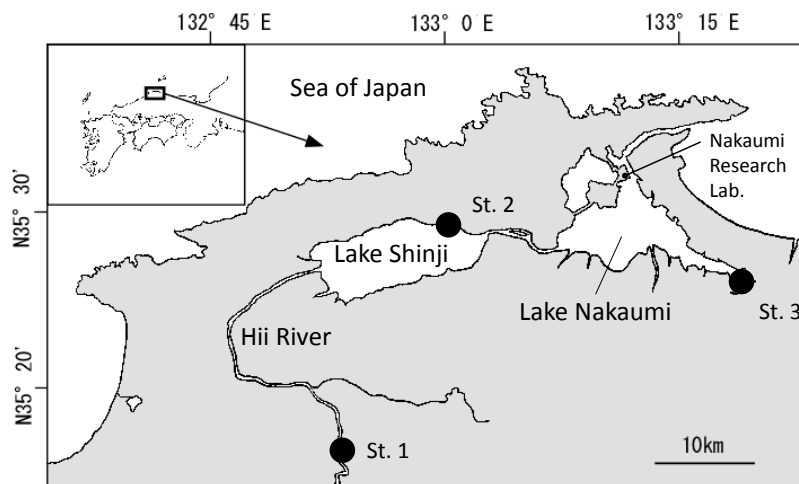 132° 45' E
133° 0' E
133° 15' E
Sea of Japan
Nakaumi
Research
Lab.
N35° 30'
St. 2
Lake Shinji
Lake Nakaumi
St. 3
Hii River
N35° 20'
St. 1
10km